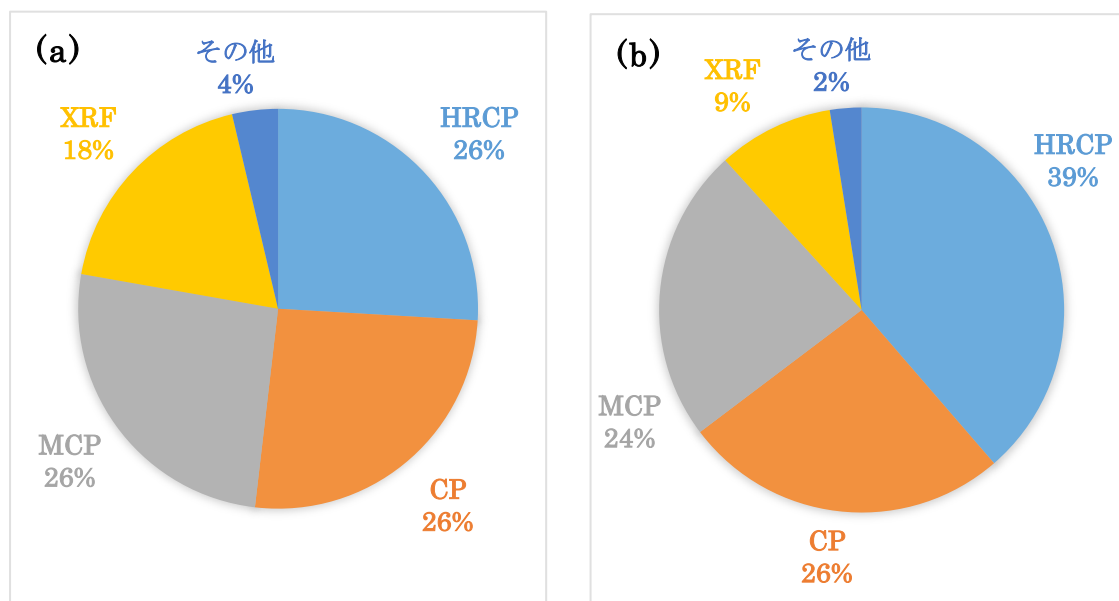 (a)
その他
4%
HRCP
26%
XRF
18%
MCP
26%
CP
26%
(b)
その他
2%
XRF
9%
HRCP
39%
MCP
24%
CP
26%